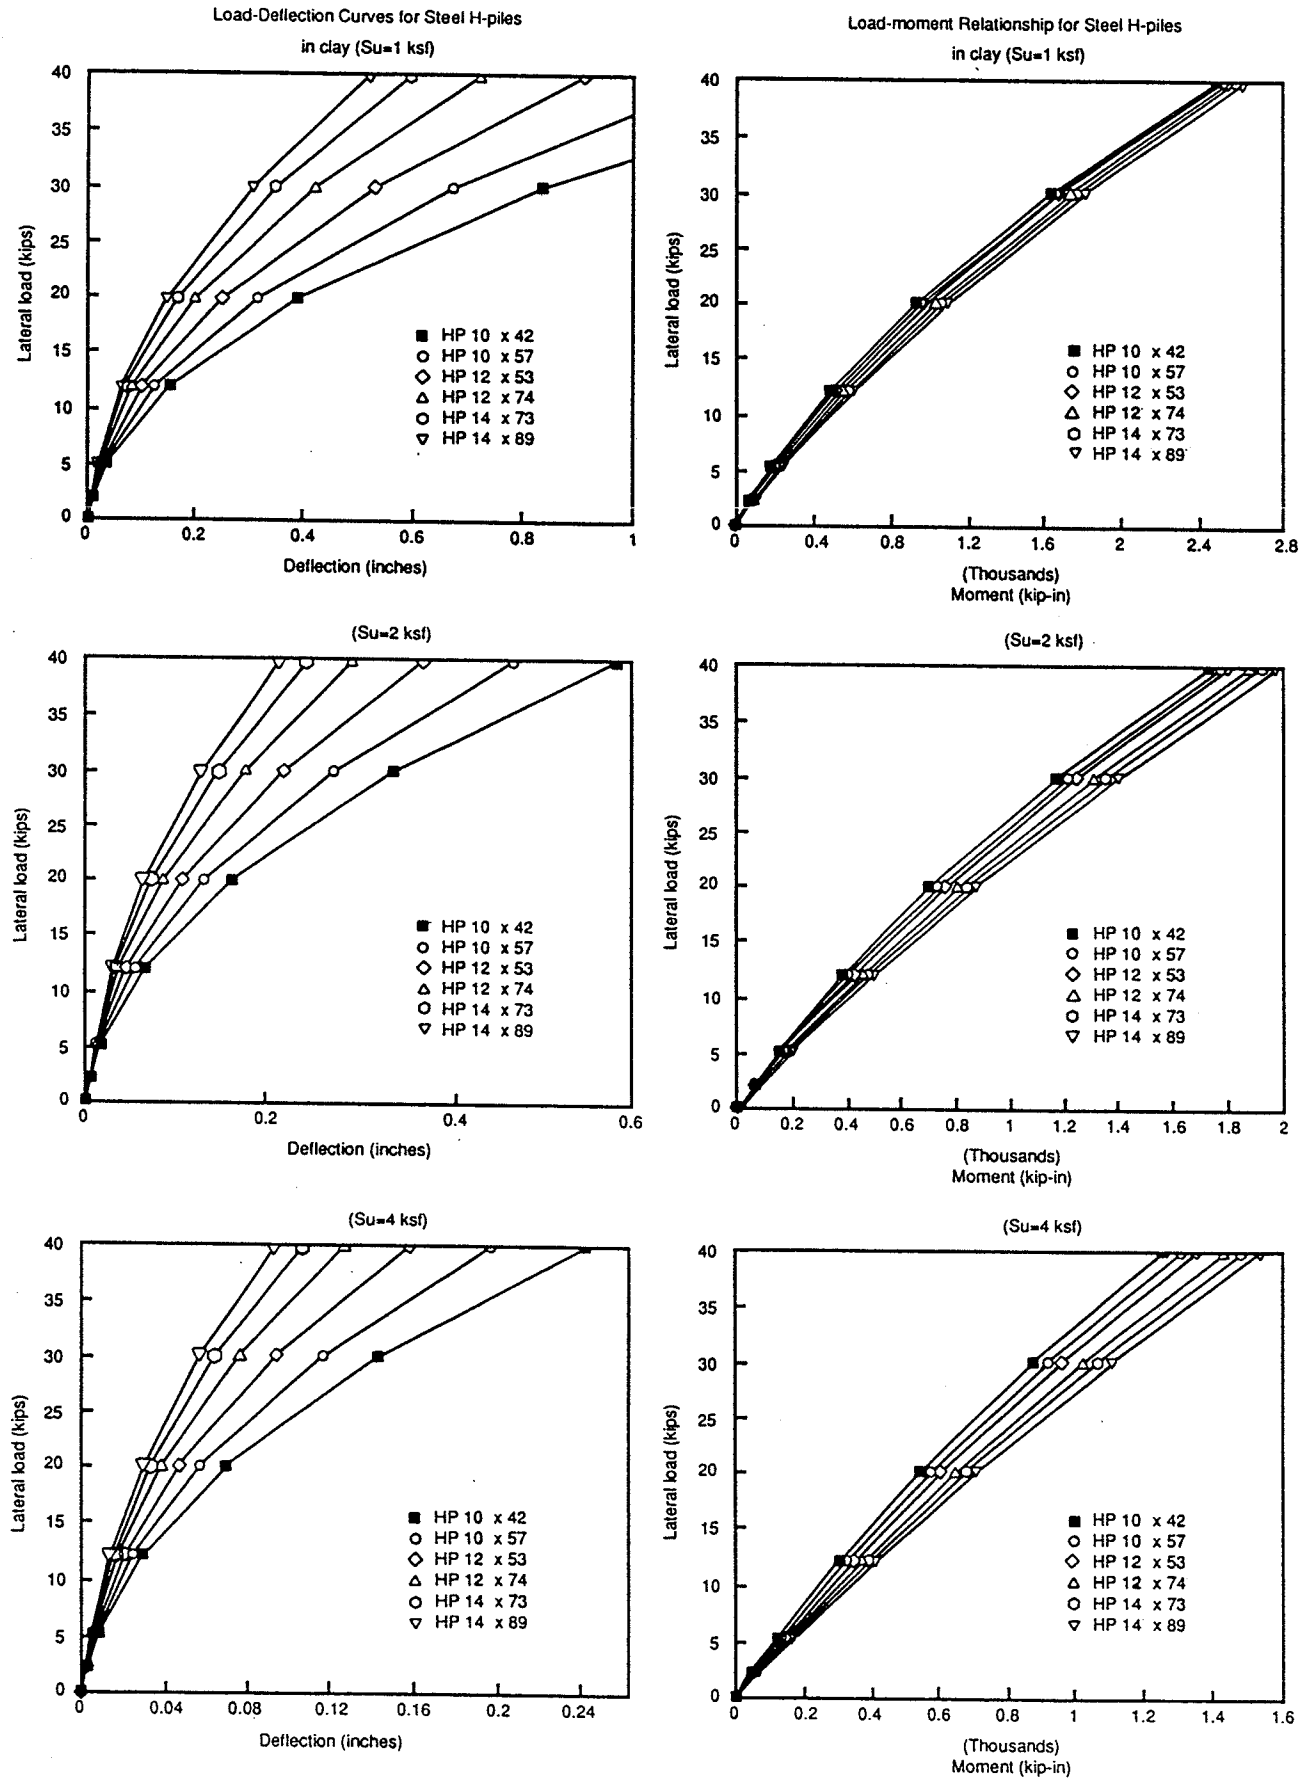 Load-Deflection Curves for Steel H-piles
in clay (Su=1 ksf)
40
35
30
25
20
15
10
5
0
Lateral load (kips)
HP 10 x 42
HP 10 x 57
HP 12 x 53
HP 12 x 74
HP 14 x 73
HP 14 x 89
0 0.2 0.4 0.6 0.8 1
Deflection (inches)
Load-moment Relationship for Steel H-piles
in clay (Su=1 ksf)
40
35
30
25
20
15
10
5
0
Lateral load (kips)
HP 10 x 42
HP 10 x 57
HP 12 x 53
HP 12 x 74
HP 14 x 73
HP 14 x 89
0 0.4 0.8 1.2 1.6 2 2.4 2.8
(Thousands)
Moment (kip-in)
(Su=2 ksf)
40
35
30
25
20
15
10
5
0
Lateral load (kips)
HP 10 x 42
HP 10 x 57
HP 12 x 53
HP 12 x 74
HP 14 x 73
HP 14 x 89
0 0.2 0.4 0.6
Deflection (inches)
(Su=2 ksf)
40
35
30
25
20
15
10
5
0
Lateral load (kips)
HP 10 x 42
HP 10 x 57
HP 12 x 53
HP 12 x 74
HP 14 x 73
HP 14 x 89
0 0.2 0.4 0.6 0.8 1 1.2 1.4 1.6 1.8 2
(Thousands)
Moment (kip-in)
(Su=4 ksf)
40
35
30
25
20
15
10
5
0
Lateral load (kips)
HP 10 x 42
HP 10 x 57
HP 12 x 53
HP 12 x 74
HP 14 x 73
HP 14 x 89
0 0.04 0.08 0.12 0.16 0.2 0.24
Deflection (inches)
(Su=4 ksf)
40
35
30
25
20
15
10
5
0
Lateral load (kips)
HP 10 x 42
HP 10 x 57
HP 12 x 53
HP 12 x 74
HP 14 x 73
HP 14 x 89
0 0.2 0.4 0.6 0.8 1 1.2 1.4 1.6
(Thousands)
Moment (kip-in)